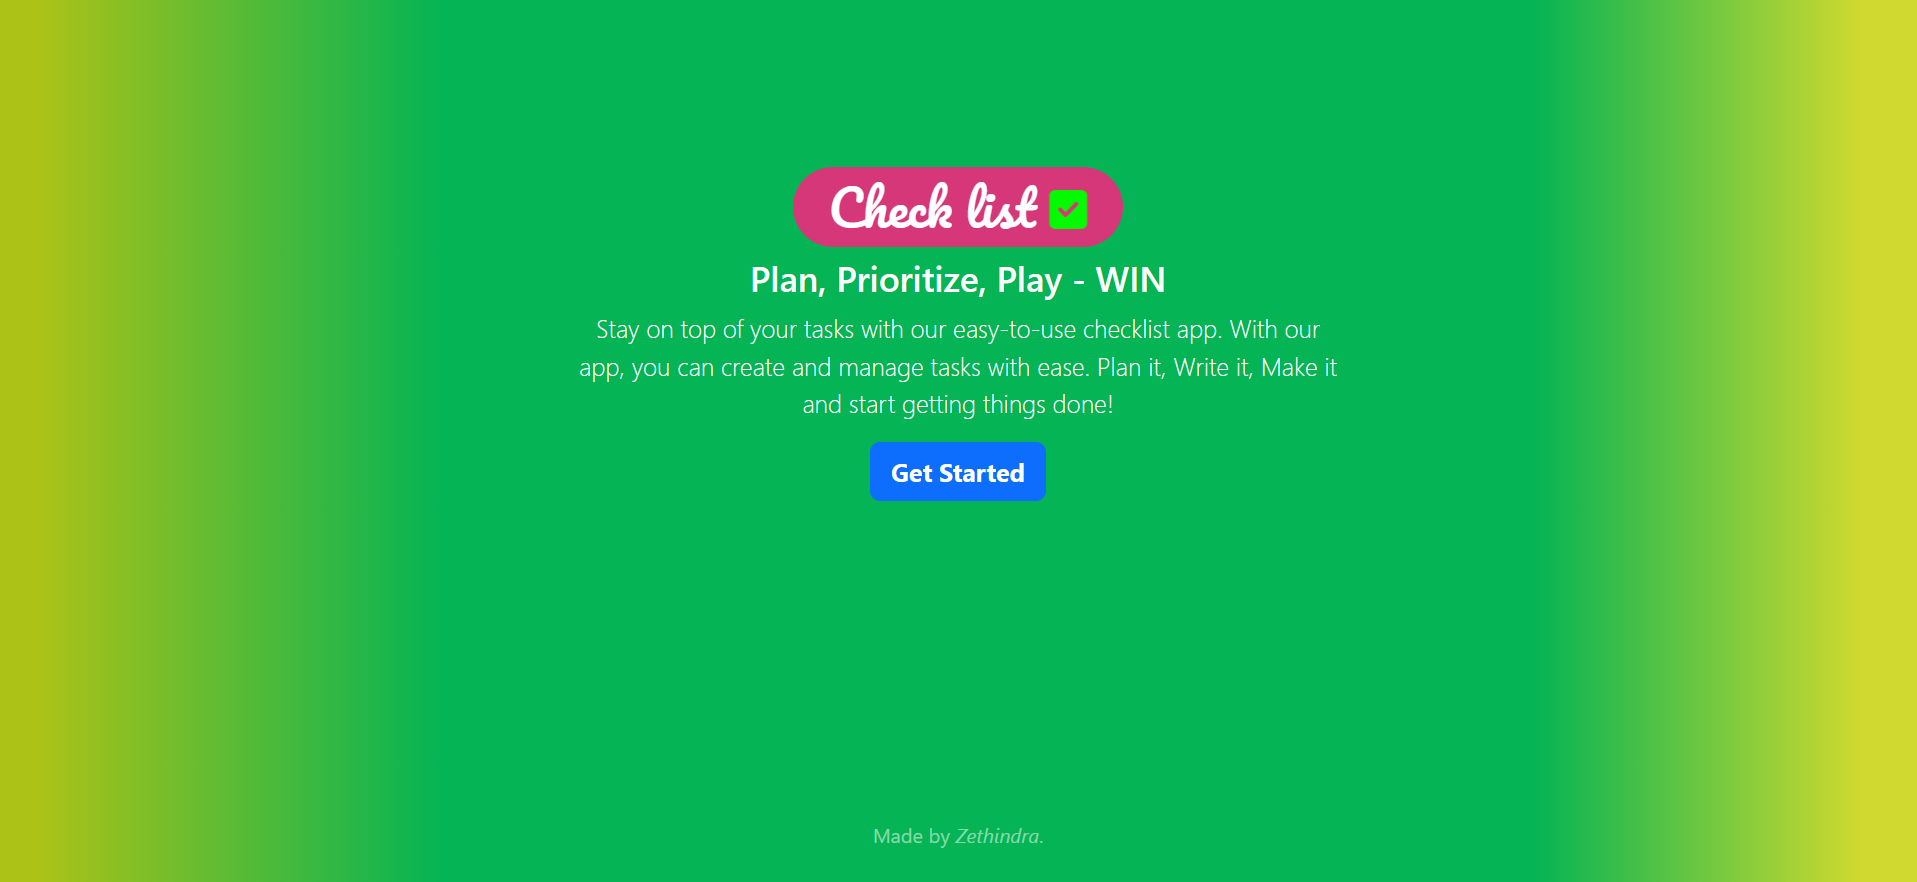 Check list
Plan, Prioritize, Play - WIN
Stay on top of your tasks with our easy-to-use checklist app. With our
app, you can create and manage tasks with ease. Plan it, Write it, Make it
and start getting things done!
Get Started
Made by Zethindra.